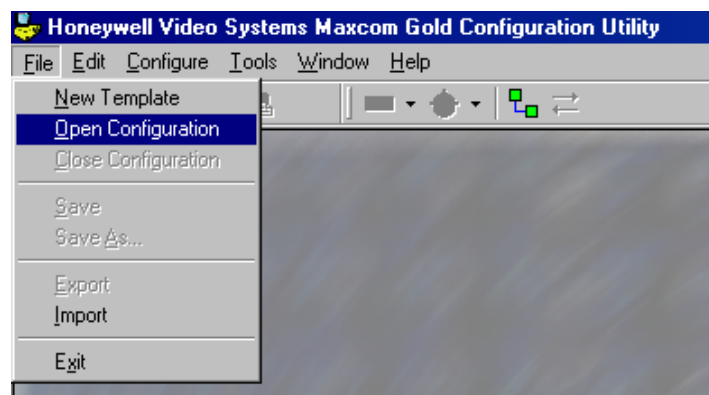 Honeywell Video Systems Maxcom Gold Configuration Utility
File Edit Configure Tools Window Help
New Template
Open Configuration
Close Configuration
Save
Save As...
Export
Import
Exit